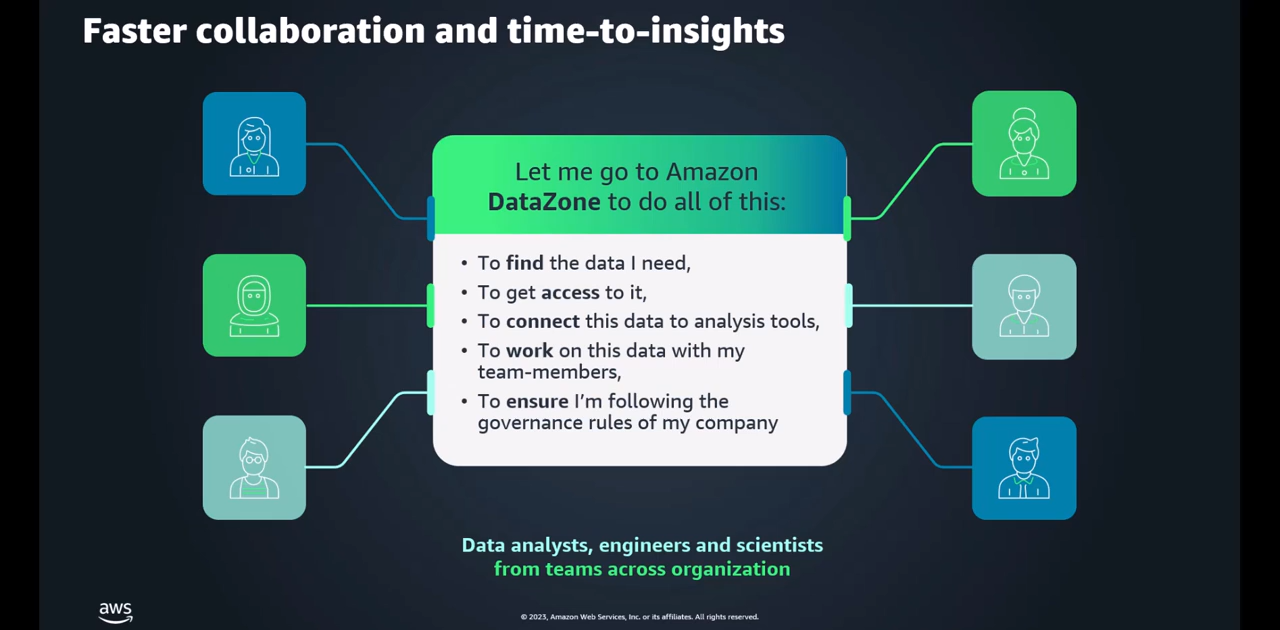 Faster collaboration and time-to-insights
Let me go to Amazon
DataZone to do all of this:
• To find the data I need,
• To get access to it,
• To connect this data to analysis tools,
• To work on this data with my
team-members,
• To ensure I'm following the
governance rules of my company
Data analysts, engineers and scientists
from teams across organization
aws
© 2023, Amazon Web Services, Inc. or its affiliates. All rights reserved.